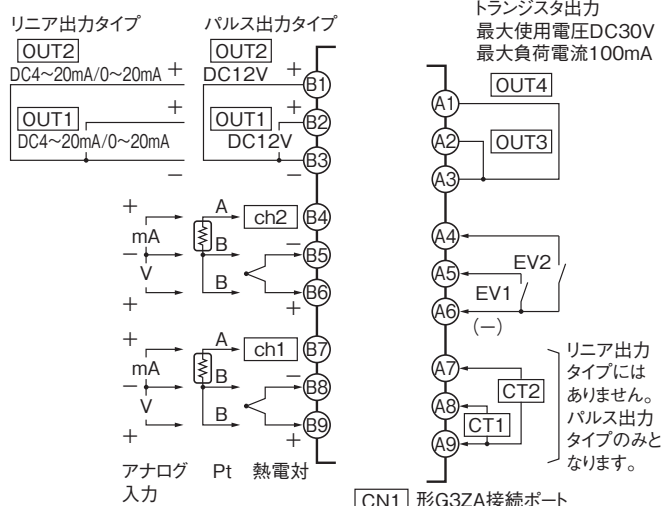 リニア出力タイプ
OUT2
DC4~20mA/0~20mA +
+
OUT1
DC4~20mA/0~20mA
−
パルス出力タイプ
OUT2
DC12V +
B1
+
OUT1
B2
DC12V
B3
−
+
mA
−
V
+
A
B
B
ch2
B4
−
B5
B6
+
+
mA
−
V
+
A
B
B
ch1
B7
−
B8
B9
+
アナログ
入力
Pt
熱電対
トランジスタ出力
最大使用電圧DC30V
最大負荷電流100mA
OUT4
A1
A2
OUT3
A3
A4
A5
EV2
EV1
A6
(−)
A7
CT2
A8
CT1
A9
リニア出力
タイプには
ありません。
パルス出力
タイプのみと
なります。
CN1 形G3ZA接続ポート